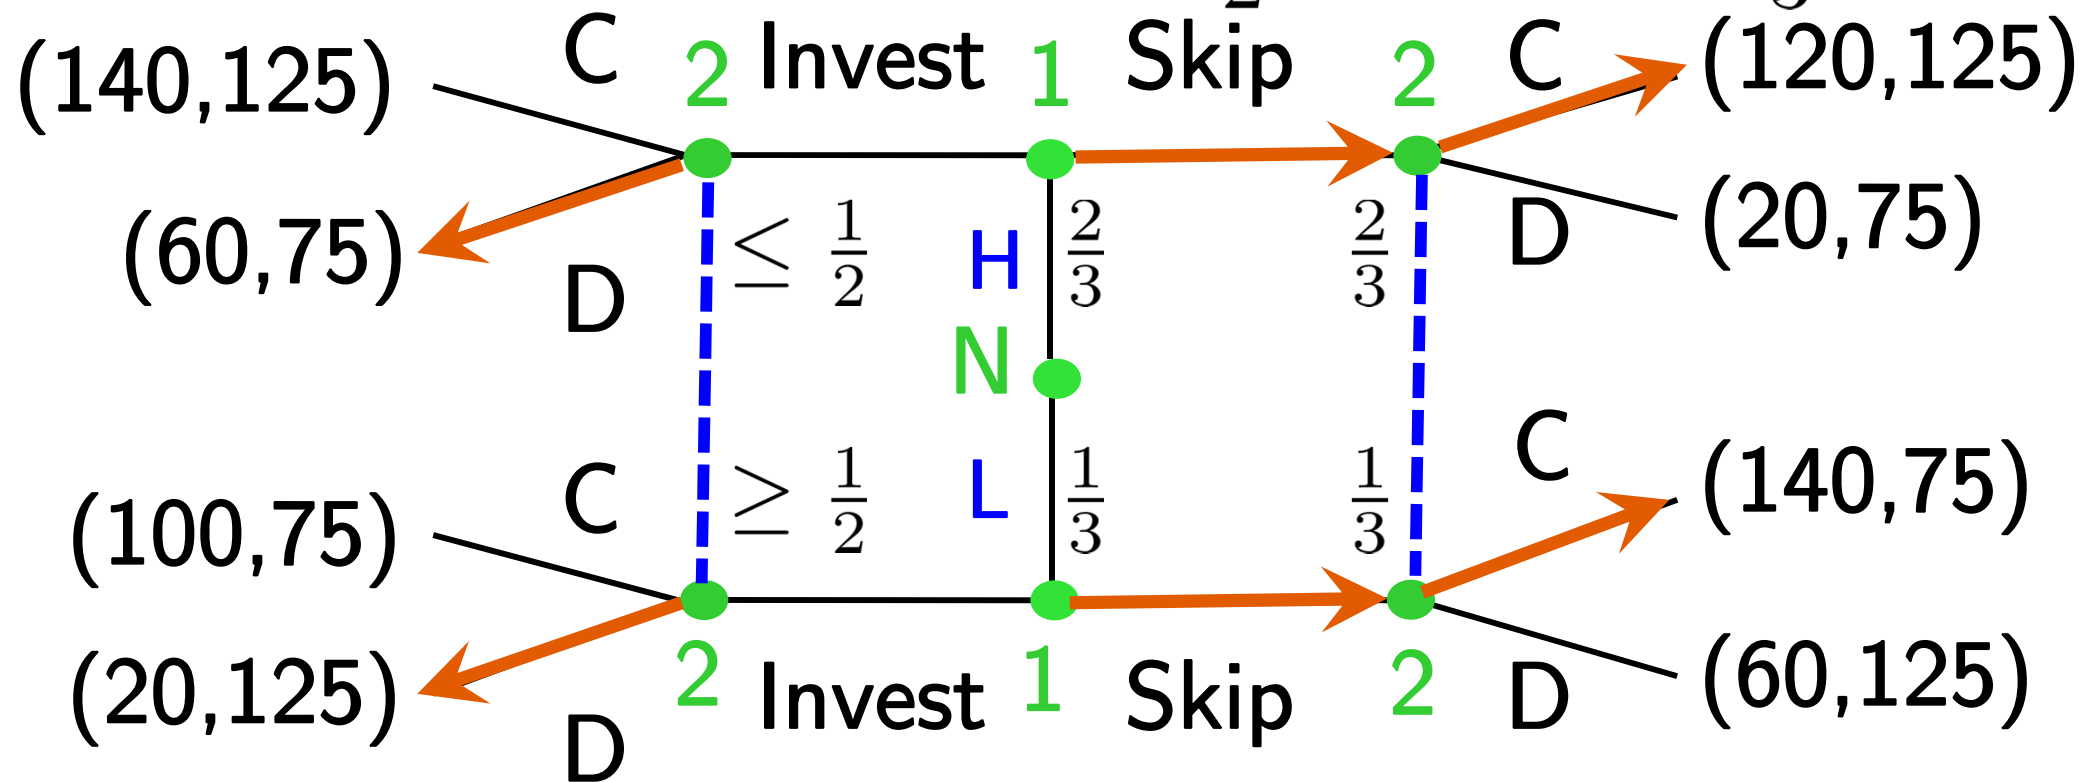 (140,125) C 2 Invest 1 Skip 2 C (120,125)
(60,75) D ≤ 1/2 H 2/3 2/3 D (20,75)
N
(100,75) C ≥ 1/2 L 1/3 1/3 C (140,75)
(20,125) D 2 Invest 1 Skip 2 D (60,125)